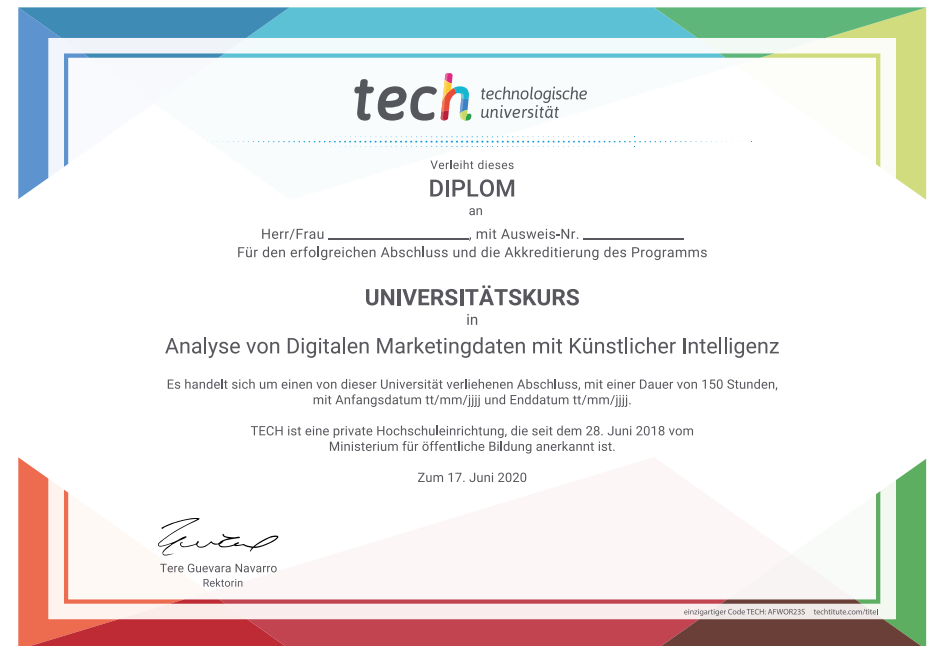 tech technologische
universität
Verleiht dieses
DIPLOM
an
Herr/Frau ______________, mit Ausweis-Nr. __________
Für den erfolgreichen Abschluss und die Akkreditierung des Programms
UNIVERSITÄTSKURS
in
Analyse von Digitalen Marketingdaten mit Künstlicher Intelligenz
Es handelt sich um einen von dieser Universität verliehenen Abschluss, mit einer Dauer von 150 Stunden,
mit Anfangsdatum tt/mm/jjjj und Enddatum tt/mm/jjjj.
TECH ist eine private Hochschuleinrichtung, die seit dem 28. Juni 2018 vom
Ministerium für öffentliche Bildung anerkannt ist.
Zum 17. Juni 2020
Tere Guevara Navarro
Rektorin
einzigartiger Code TECH: AFWOR235 techtitute.com/titel